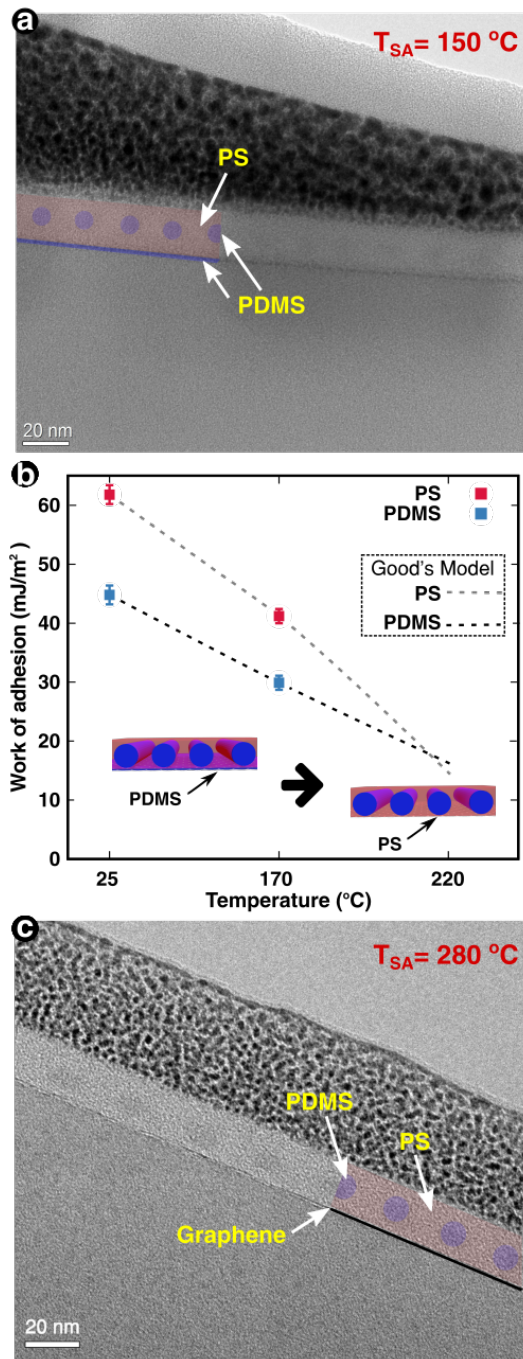 a
T_SA= 150 °C
PS
PDMS
20 nm
b
60
50
40
30
20
10
0
Work of adhesion (mJ/m²)
PS
PDMS
Good's Model
PS
PDMS
PDMS
PS
25
170
220
Temperature (°C)
c
T_SA= 280 °C
PDMS
PS
Graphene
20 nm